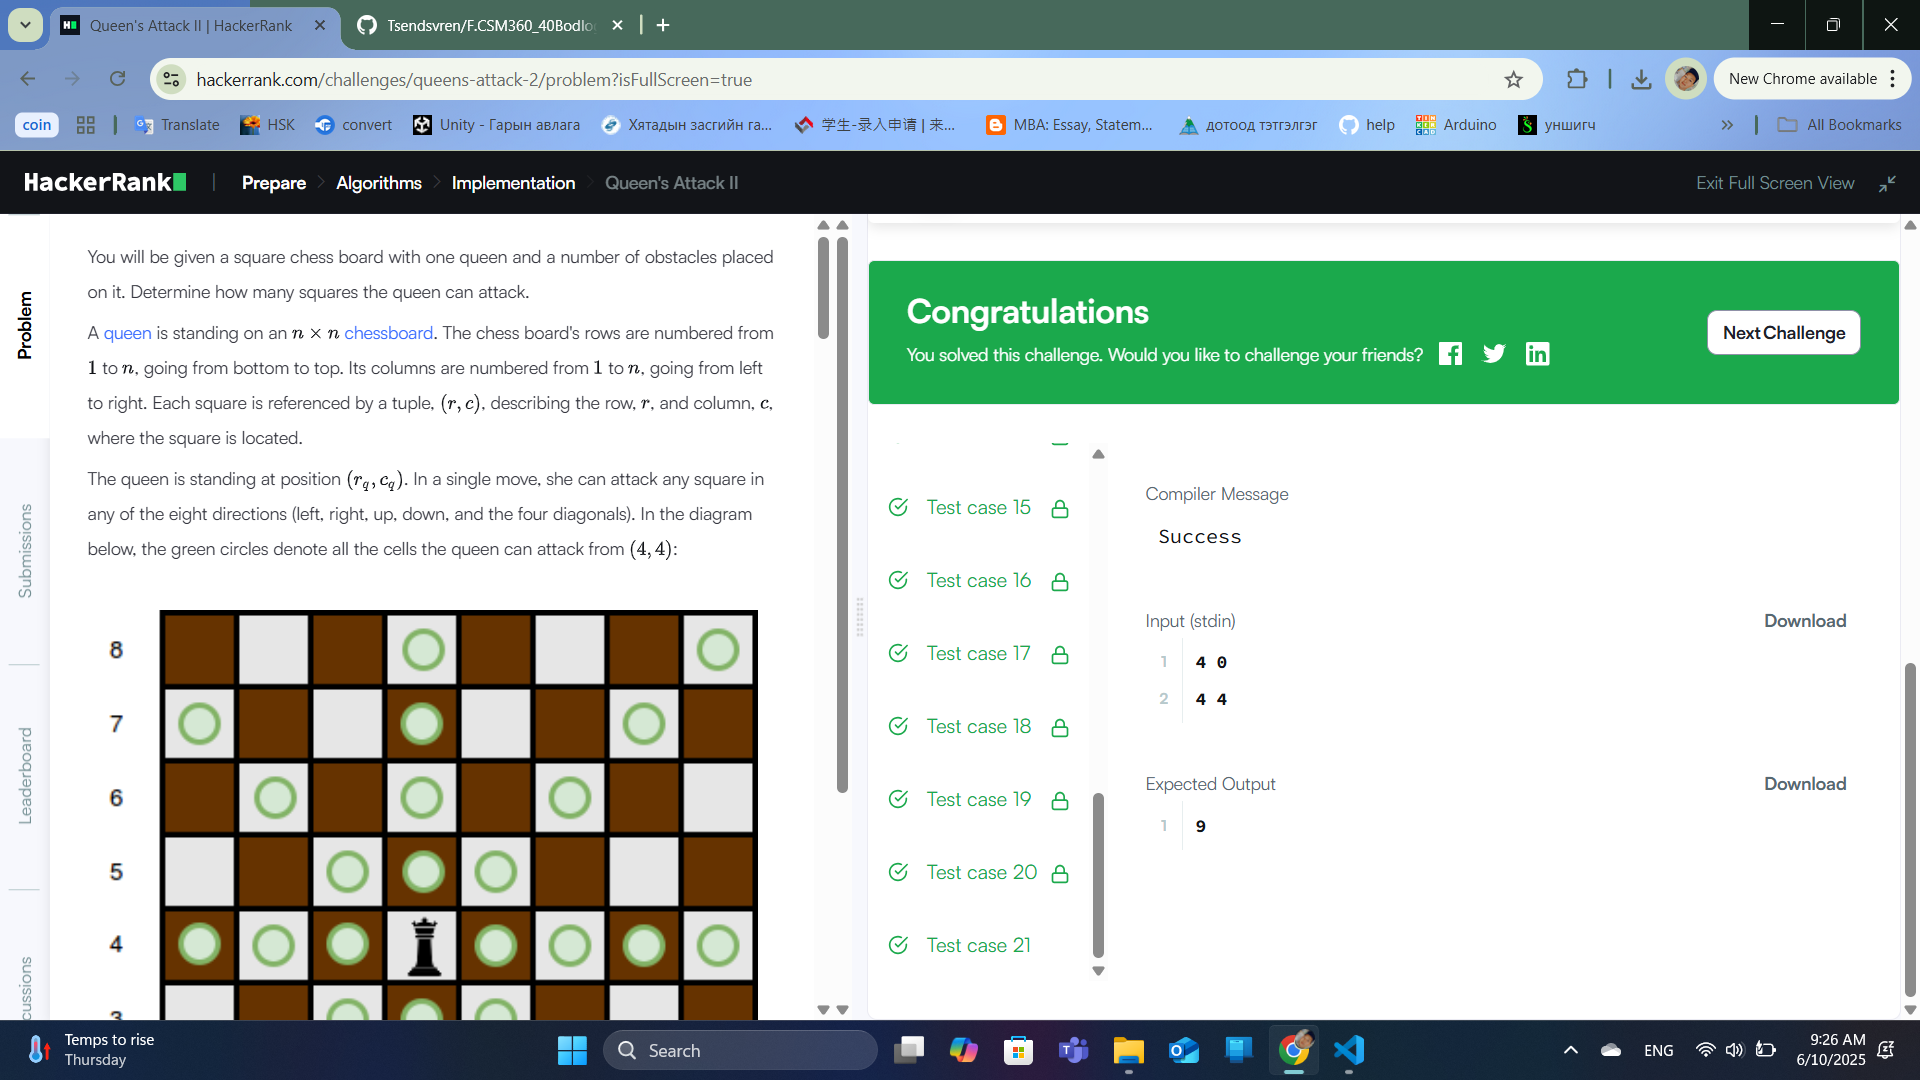 Queen's Attack II | HackerRank
Tsendsvren/F.CSM360_40Bodlo
hackerrank.com/challenges/queens-attack-2/problem?isFullScreen=true
New Chrome available
coin
Translate
HSK
convert
Unity - Гарын авлага
Хятадын засгийн га...
学生-录入申请 | 来...
MBA: Essay, Statem...
дотоод тэтгэлгэг
help
Arduino
уншигч
All Bookmarks
HackerRank
Prepare
Algorithms
Implementation
Queen's Attack II
Exit Full Screen View
Problem
Submissions
Leaderboard
cussions
You will be given a square chess board with one queen and a number of obstacles placed
on it. Determine how many squares the queen can attack.
A queen is standing on an n × n chessboard. The chess board's rows are numbered from
1 to n, going from bottom to top. Its columns are numbered from 1 to n, going from left
to right. Each square is referenced by a tuple, (r, c), describing the row, r, and column, c,
where the square is located.
The queen is standing at position (r_q, c_q). In a single move, she can attack any square in
any of the eight directions (left, right, up, down, and the four diagonals). In the diagram
below, the green circles denote all the cells the queen can attack from (4, 4):
8
7
6
5
4
3
Congratulations
You solved this challenge. Would you like to challenge your friends?
Next Challenge
Test case 15
Test case 16
Test case 17
Test case 18
Test case 19
Test case 20
Test case 21
Compiler Message
Success
Input (stdin)
Download
1 4 0
2 4 4
Expected Output
Download
1 9
Temps to rise
Thursday
Search
ENG
9:26 AM
6/10/2025